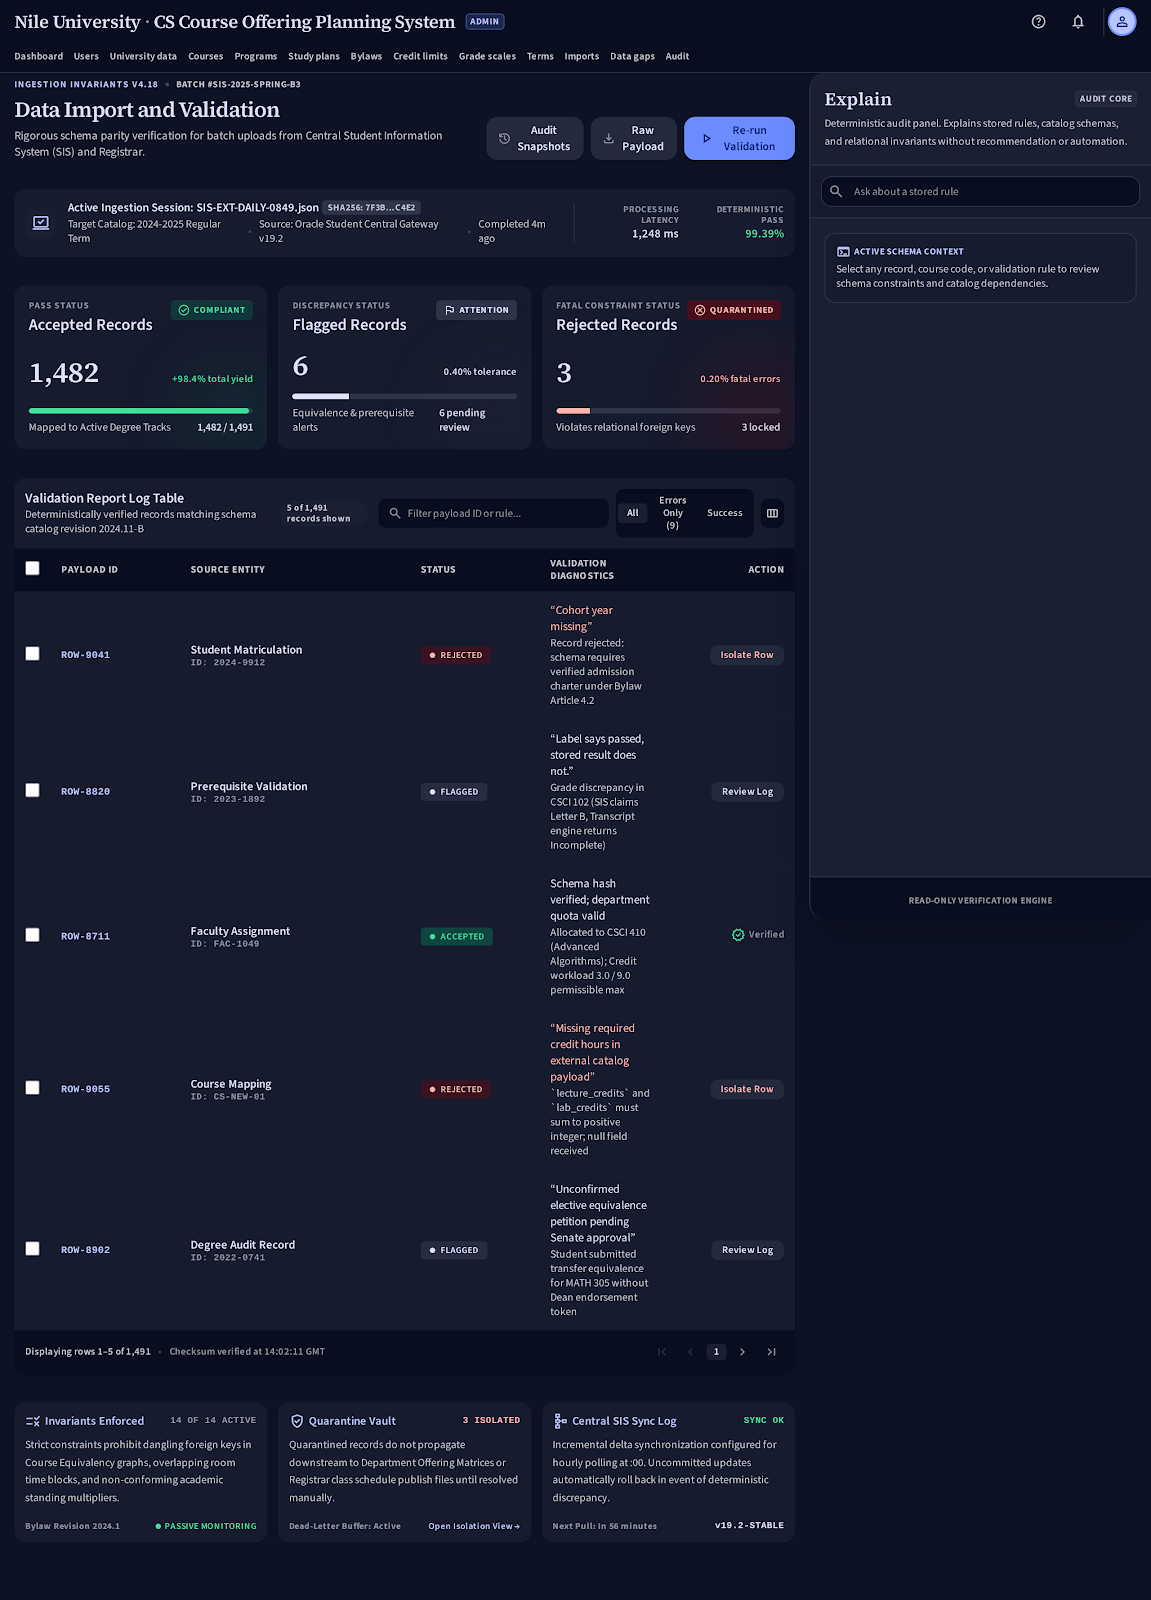 Nile University · CS Course Offering Planning System ADMIN
Dashboard Users University data Courses Programs Study plans Bylaws Credit limits Grade scales Terms Imports Data gaps Audit
INGESTION INVARIANTS V4.18 • BATCH #SIS-2025-SPRING-B3
Data Import and Validation
Rigorous schema parity verification for batch uploads from Central Student Information
System (SIS) and Registrar.
Audit
Snapshots
Raw
Payload
Re-run
Validation
Active Ingestion Session: SIS-EXT-DAILY-0849.json SHA256: 7F3B...C4E2
Target Catalog: 2024-2025 Regular
Term
• Source: Oracle Student Central Gateway
v19.2
• Completed 4m
ago
PROCESSING
LATENCY
1,248 ms
DETERMINISTIC
PASS
99.39%
PASS STATUS
Accepted Records
COMPLIANT
1,482
+98.4% total yield
Mapped to Active Degree Tracks
1,482 / 1,491
DISCREPANCY STATUS
Flagged Records
ATTENTION
6
0.40% tolerance
Equivalence & prerequisite
alerts
6 pending
review
FATAL CONSTRAINT STATUS
Rejected Records
QUARANTINED
3
0.20% fatal errors
Violates relational foreign keys
3 locked
Validation Report Log Table
Deterministically verified records matching schema
catalog revision 2024.11-B
5 of 1,491
records shown
Filter payload ID or rule...
All
Errors
Only
(9)
Success
PAYLOAD ID
SOURCE ENTITY
STATUS
VALIDATION
DIAGNOSTICS
ACTION
ROW-9041
Student Matriculation
ID: 2024-9912
REJECTED
“Cohort year
missing”
Record rejected:
schema requires
verified admission
charter under Bylaw
Article 4.2
Isolate Row
ROW-8820
Prerequisite Validation
ID: 2023-1892
FLAGGED
“Label says passed,
stored result does
not.”
Grade discrepancy in
CSCI 102 (SIS claims
Letter B, Transcript
engine returns
Incomplete)
Review Log
ROW-8711
Faculty Assignment
ID: FAC-1049
ACCEPTED
Schema hash
verified; department
quota valid
Allocated to CSCI 410
(Advanced
Algorithms); Credit
workload 3.0 / 9.0
permissible max
Verified
ROW-9055
Course Mapping
ID: CS-NEW-01
REJECTED
“Missing required
credit hours in
external catalog
payload”
`lecture_credits` and
`lab_credits` must
sum to positive
integer; null field
received
Isolate Row
ROW-8902
Degree Audit Record
ID: 2022-0741
FLAGGED
“Unconfirmed
elective equivalence
petition pending
Senate approval”
Student submitted
transfer equivalence
for MATH 305 without
Dean endorsement
token
Review Log
Displaying rows 1–5 of 1,491 • Checksum verified at 14:02:11 GMT
1
Invariants Enforced
14 OF 14 ACTIVE
Strict constraints prohibit dangling foreign keys in
Course Equivalency graphs, overlapping room
time blocks, and non-conforming academic
standing multipliers.
Bylaw Revision 2024.1
PASSIVE MONITORING
Quarantine Vault
3 ISOLATED
Quarantined records do not propagate
downstream to Department Offering Matrices or
Registrar class schedule publish files until resolved
manually.
Dead-Letter Buffer: Active
Open Isolation View →
Central SIS Sync Log
SYNC OK
Incremental delta synchronization configured for
hourly polling at :00. Uncommitted updates
automatically roll back in event of deterministic
discrepancy.
Next Pull: In 56 minutes
v19.2-STABLE
Explain
AUDIT CORE
Deterministic audit panel. Explains stored rules, catalog schemas,
and relational invariants without recommendation or automation.
Ask about a stored rule
ACTIVE SCHEMA CONTEXT
Select any record, course code, or validation rule to review
schema constraints and catalog dependencies.
READ-ONLY VERIFICATION ENGINE